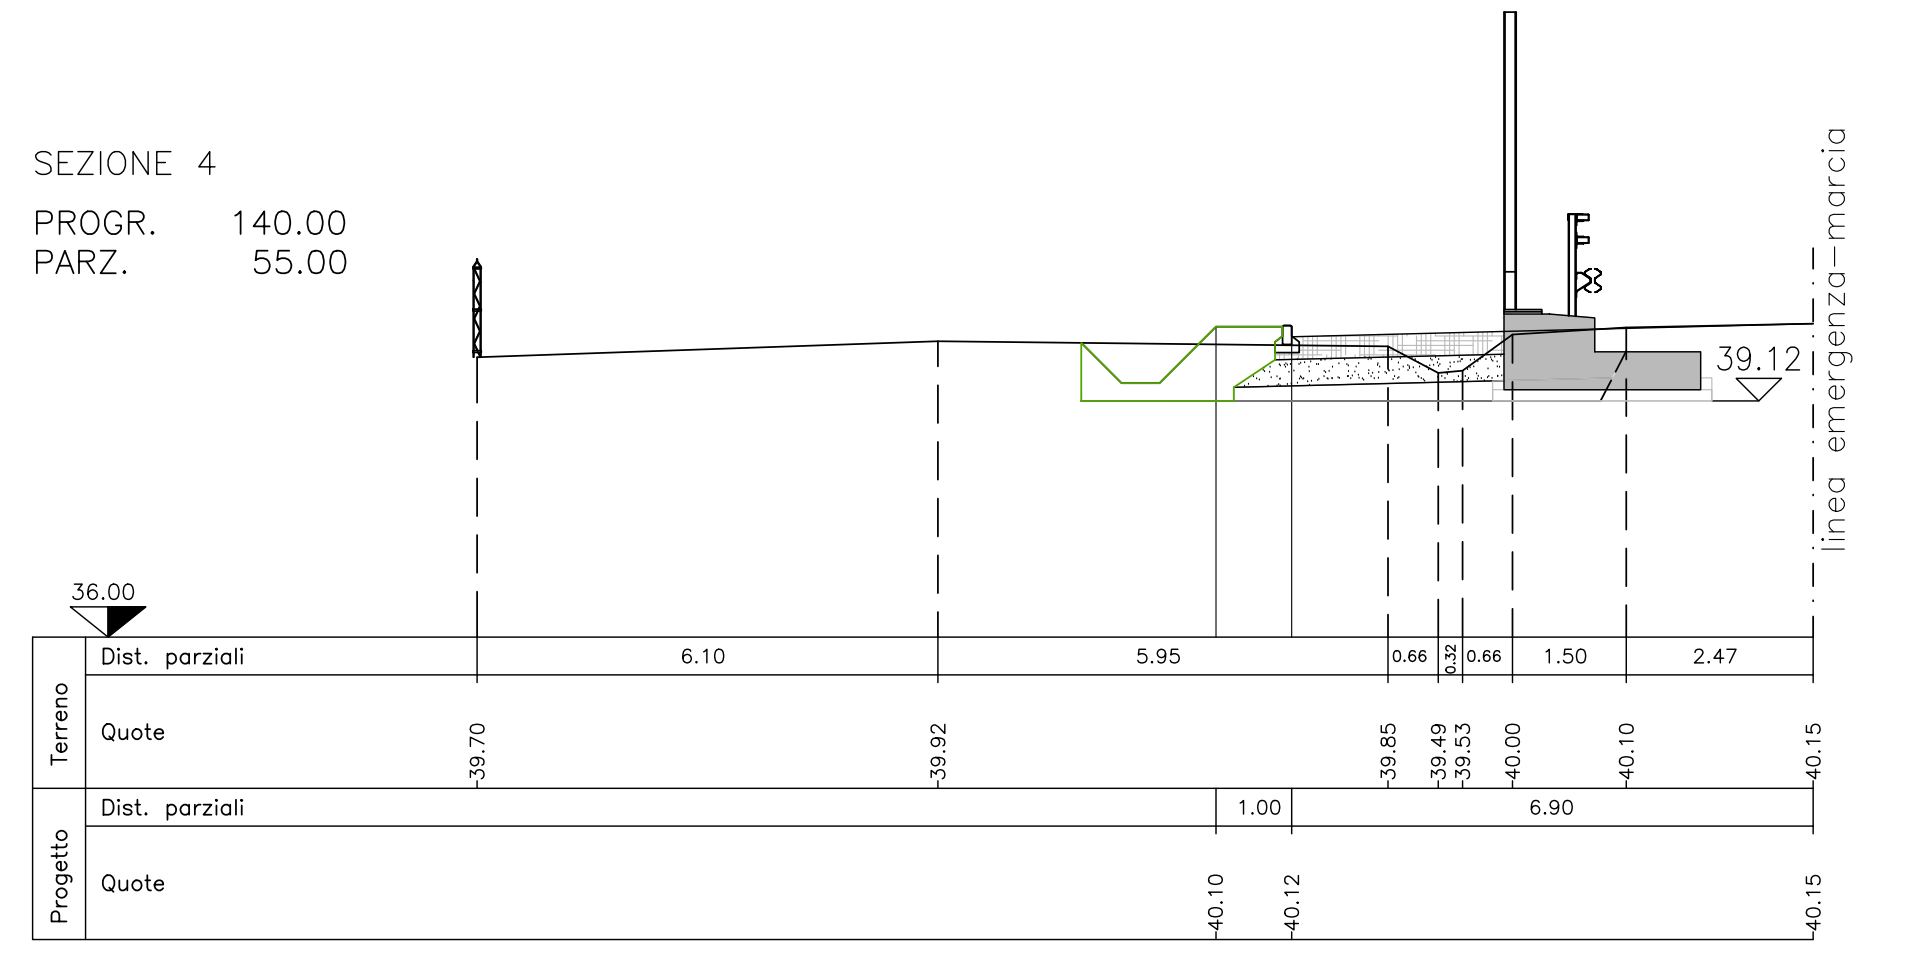 SEZIONE 4
PROGR. 140.00
PARZ. 55.00
linea emergenza-marcia
39.12
36.00
Terreno
Dist. parziali 6.10 5.95 0.66 0.32 0.66 1.50 2.47
Quote 39.70 39.92 39.85 39.49 39.53 40.00 40.10 40.15
Progetto
Dist. parziali 1.00 6.90
Quote 40.10 40.12 40.15